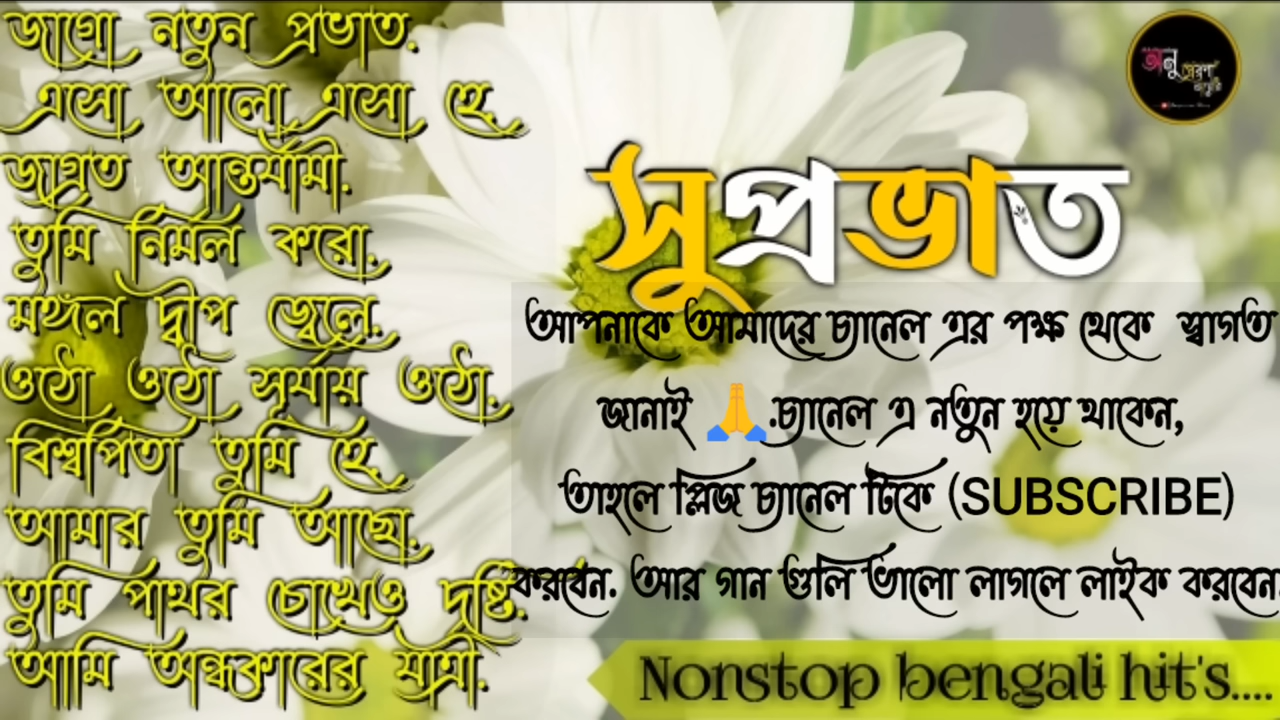 জাগো নতুন প্রভাত.
এসো আলো এসো হে
জাগ্রত আন্তর্যামী.
তুমি নির্মল করো.
মঙ্গল দ্বীপ জ্বেলে.
ওঠো ওঠো সূর্যায় ওঠো.
বিশ্বপিতা তুমি হে
আমার তুমি আছো.
তুমি পাথর চোখেও দৃষ্টি.
আমি অন্ধকারের যাত্রী.
অনু
সুপ্রভাত
আপনাকে আমাদের চ্যানেল এর পক্ষ থেকে স্বাগত
জানাই 🙏.চ্যানেল এ নতুন হয়ে থাকেন,
তাহলে প্লিজ চ্যানেল টিকে (SUBSCRIBE)
করবেন. আর গান গুলি ভালো লাগলে লাইক করবেন.
Nonstop bengali hit's....